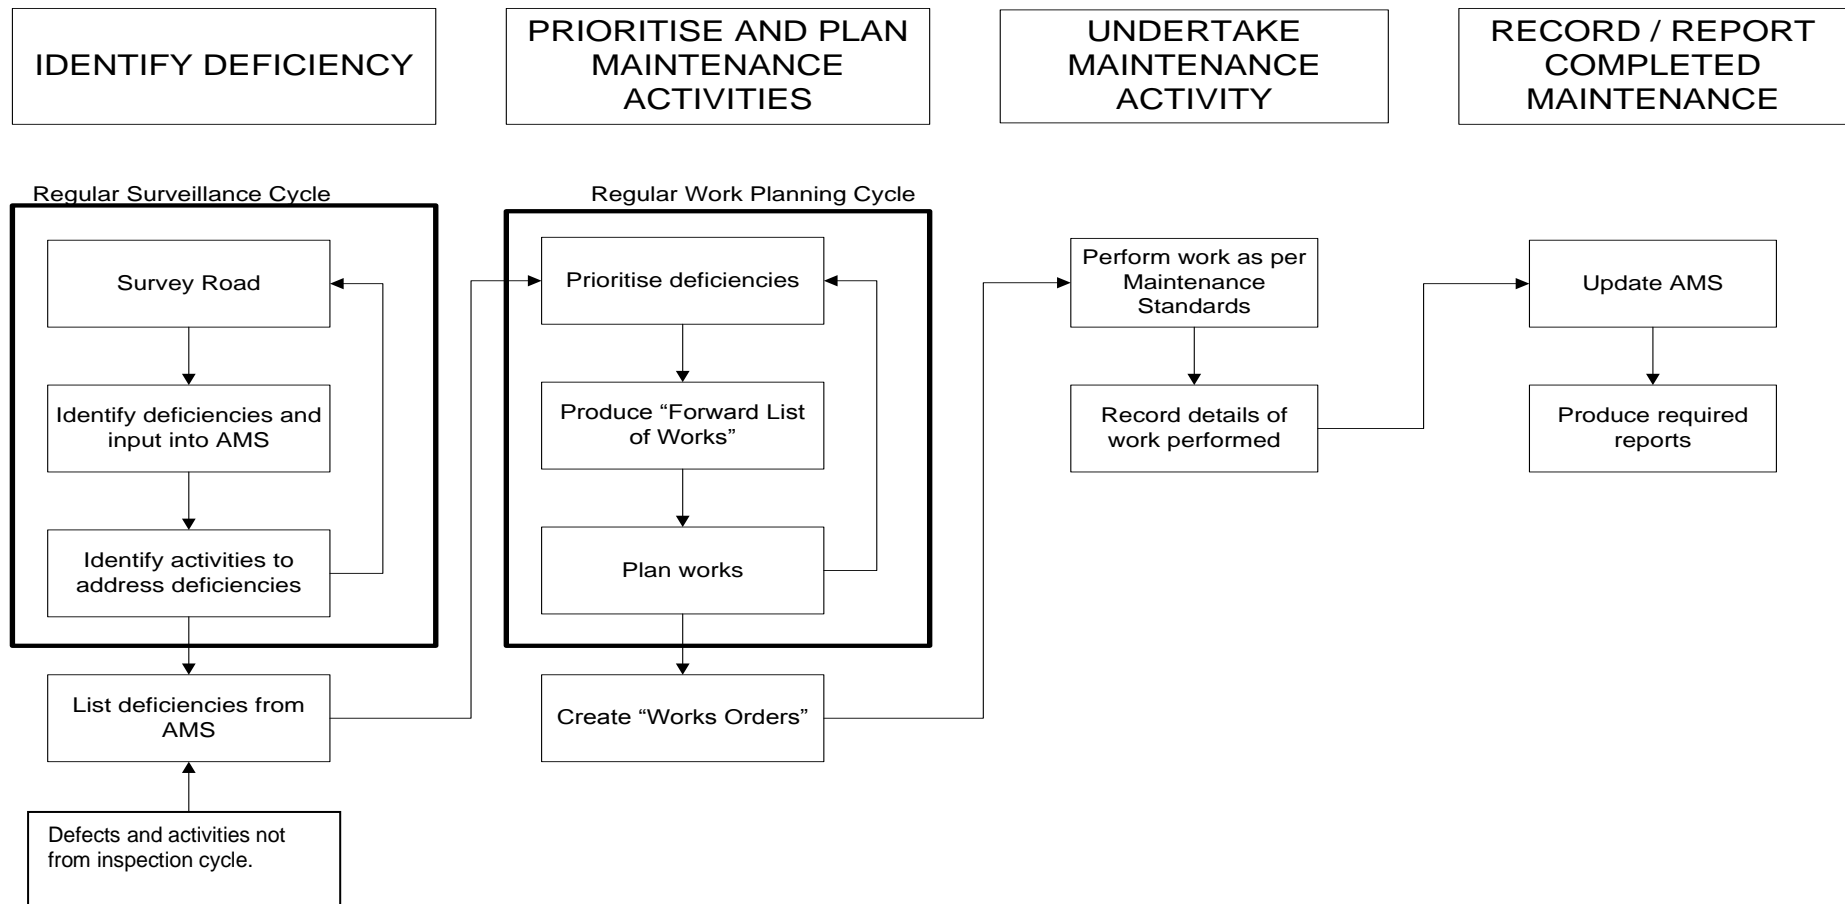 IDENTIFY DEFICIENCY
PRIORITISE AND PLAN
MAINTENANCE
ACTIVITIES
UNDERTAKE
MAINTENANCE
ACTIVITY
RECORD / REPORT
COMPLETED
MAINTENANCE
Regular Surveillance Cycle
Survey Road
Identify deficiencies and
input into AMS
Identify activities to
address deficiencies
List deficiencies from
AMS
Defects and activities not
from inspection cycle.
Regular Work Planning Cycle
Prioritise deficiencies
Produce “Forward List
of Works”
Plan works
Create “Works Orders”
Perform work as per
Maintenance
Standards
Record details of
work performed
Update AMS
Produce required
reports